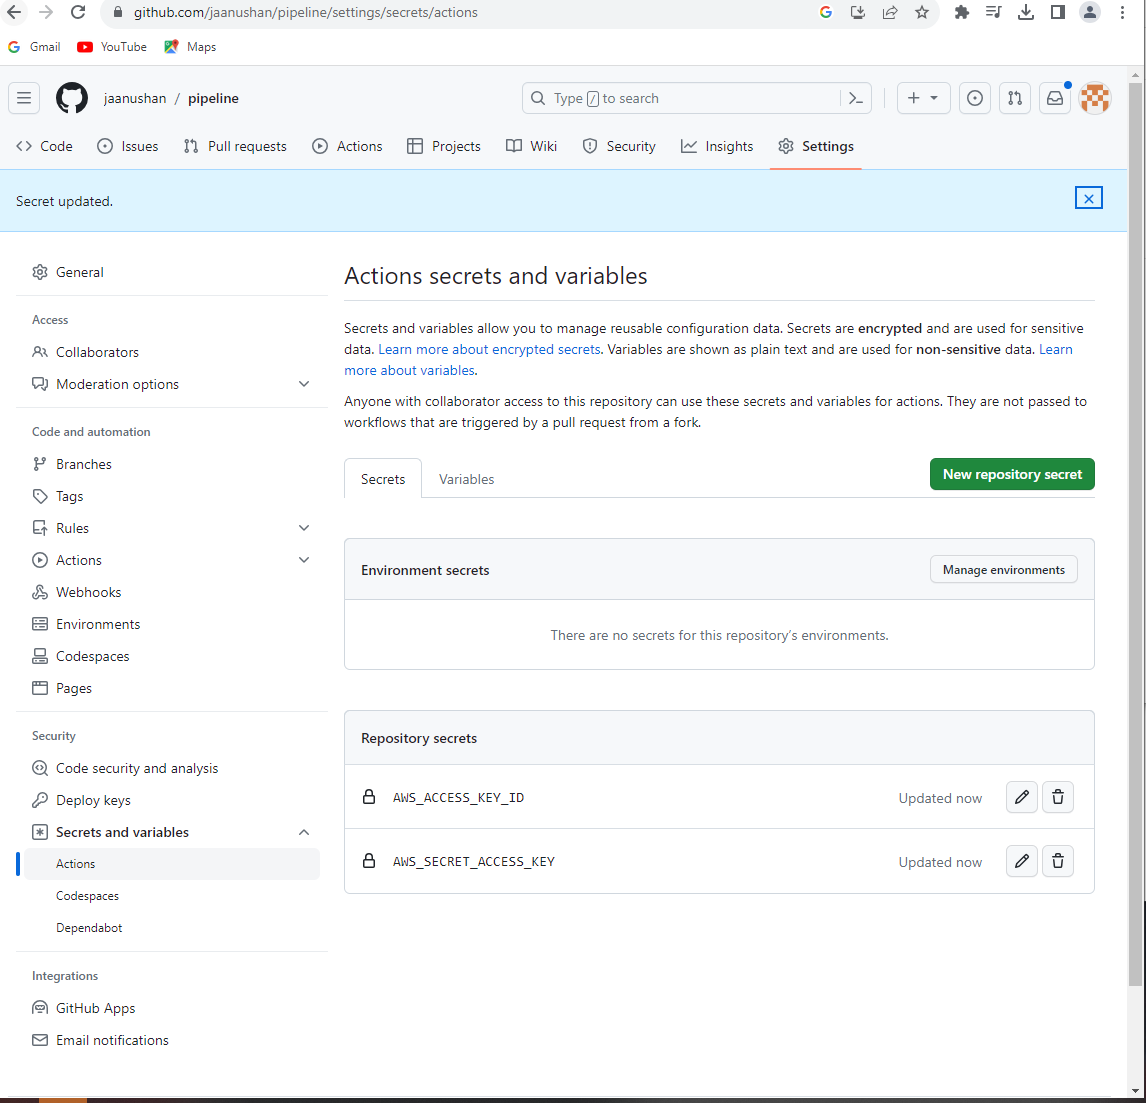 github.com/jaanushan/pipeline/settings/secrets/actions
Gmail YouTube Maps
jaanushan / pipeline
Type / to search
Code Issues Pull requests Actions Projects Wiki Security Insights Settings
Secret updated.
General
Access
Collaborators
Moderation options
Code and automation
Branches
Tags
Rules
Actions
Webhooks
Environments
Codespaces
Pages
Security
Code security and analysis
Deploy keys
Secrets and variables
Actions
Codespaces
Dependabot
Integrations
GitHub Apps
Email notifications
Actions secrets and variables
Secrets and variables allow you to manage reusable configuration data. Secrets are encrypted and are used for sensitive
data. Learn more about encrypted secrets. Variables are shown as plain text and are used for non-sensitive data. Learn
more about variables.
Anyone with collaborator access to this repository can use these secrets and variables for actions. They are not passed to
workflows that are triggered by a pull request from a fork.
Secrets Variables New repository secret
Environment secrets Manage environments
There are no secrets for this repository's environments.
Repository secrets
AWS_ACCESS_KEY_ID Updated now
AWS_SECRET_ACCESS_KEY Updated now